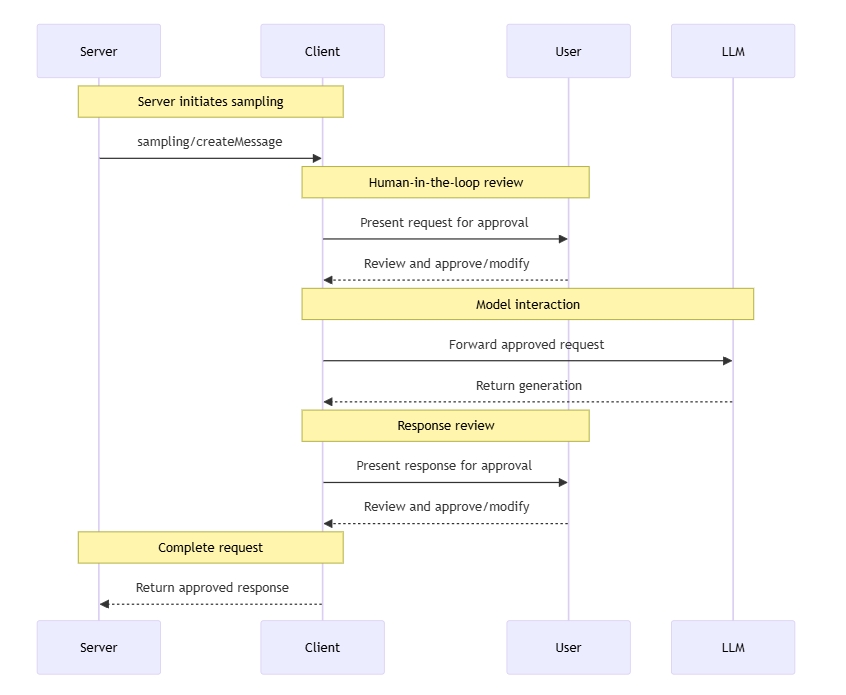 Server
Client
User
LLM
Server initiates sampling
sampling/createMessage
Human-in-the-loop review
Present request for approval
Review and approve/modify
Model interaction
Forward approved request
Return generation
Response review
Present response for approval
Review and approve/modify
Complete request
Return approved response
Server
Client
User
LLM